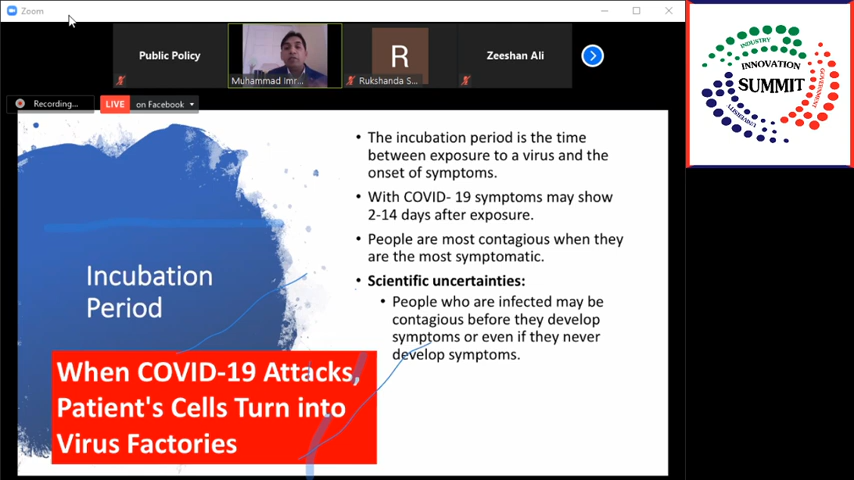 Zoom
Public Policy
Muhammad Imr...
R
Rukshanda S...
Zeeshan Ali
Recording...
LIVE on Facebook
INDUSTRY
INNOVATION
SUMMIT
GOVERNMENT
UNIVERSITY
Incubation
Period
• The incubation period is the time
between exposure to a virus and the
onset of symptoms.
• With COVID- 19 symptoms may show
2-14 days after exposure.
• People are most contagious when they
are the most symptomatic.
• Scientific uncertainties:
• People who are infected may be
contagious before they develop
symptoms or even if they never
develop symptoms.
When COVID-19 Attacks,
Patient's Cells Turn into
Virus Factories